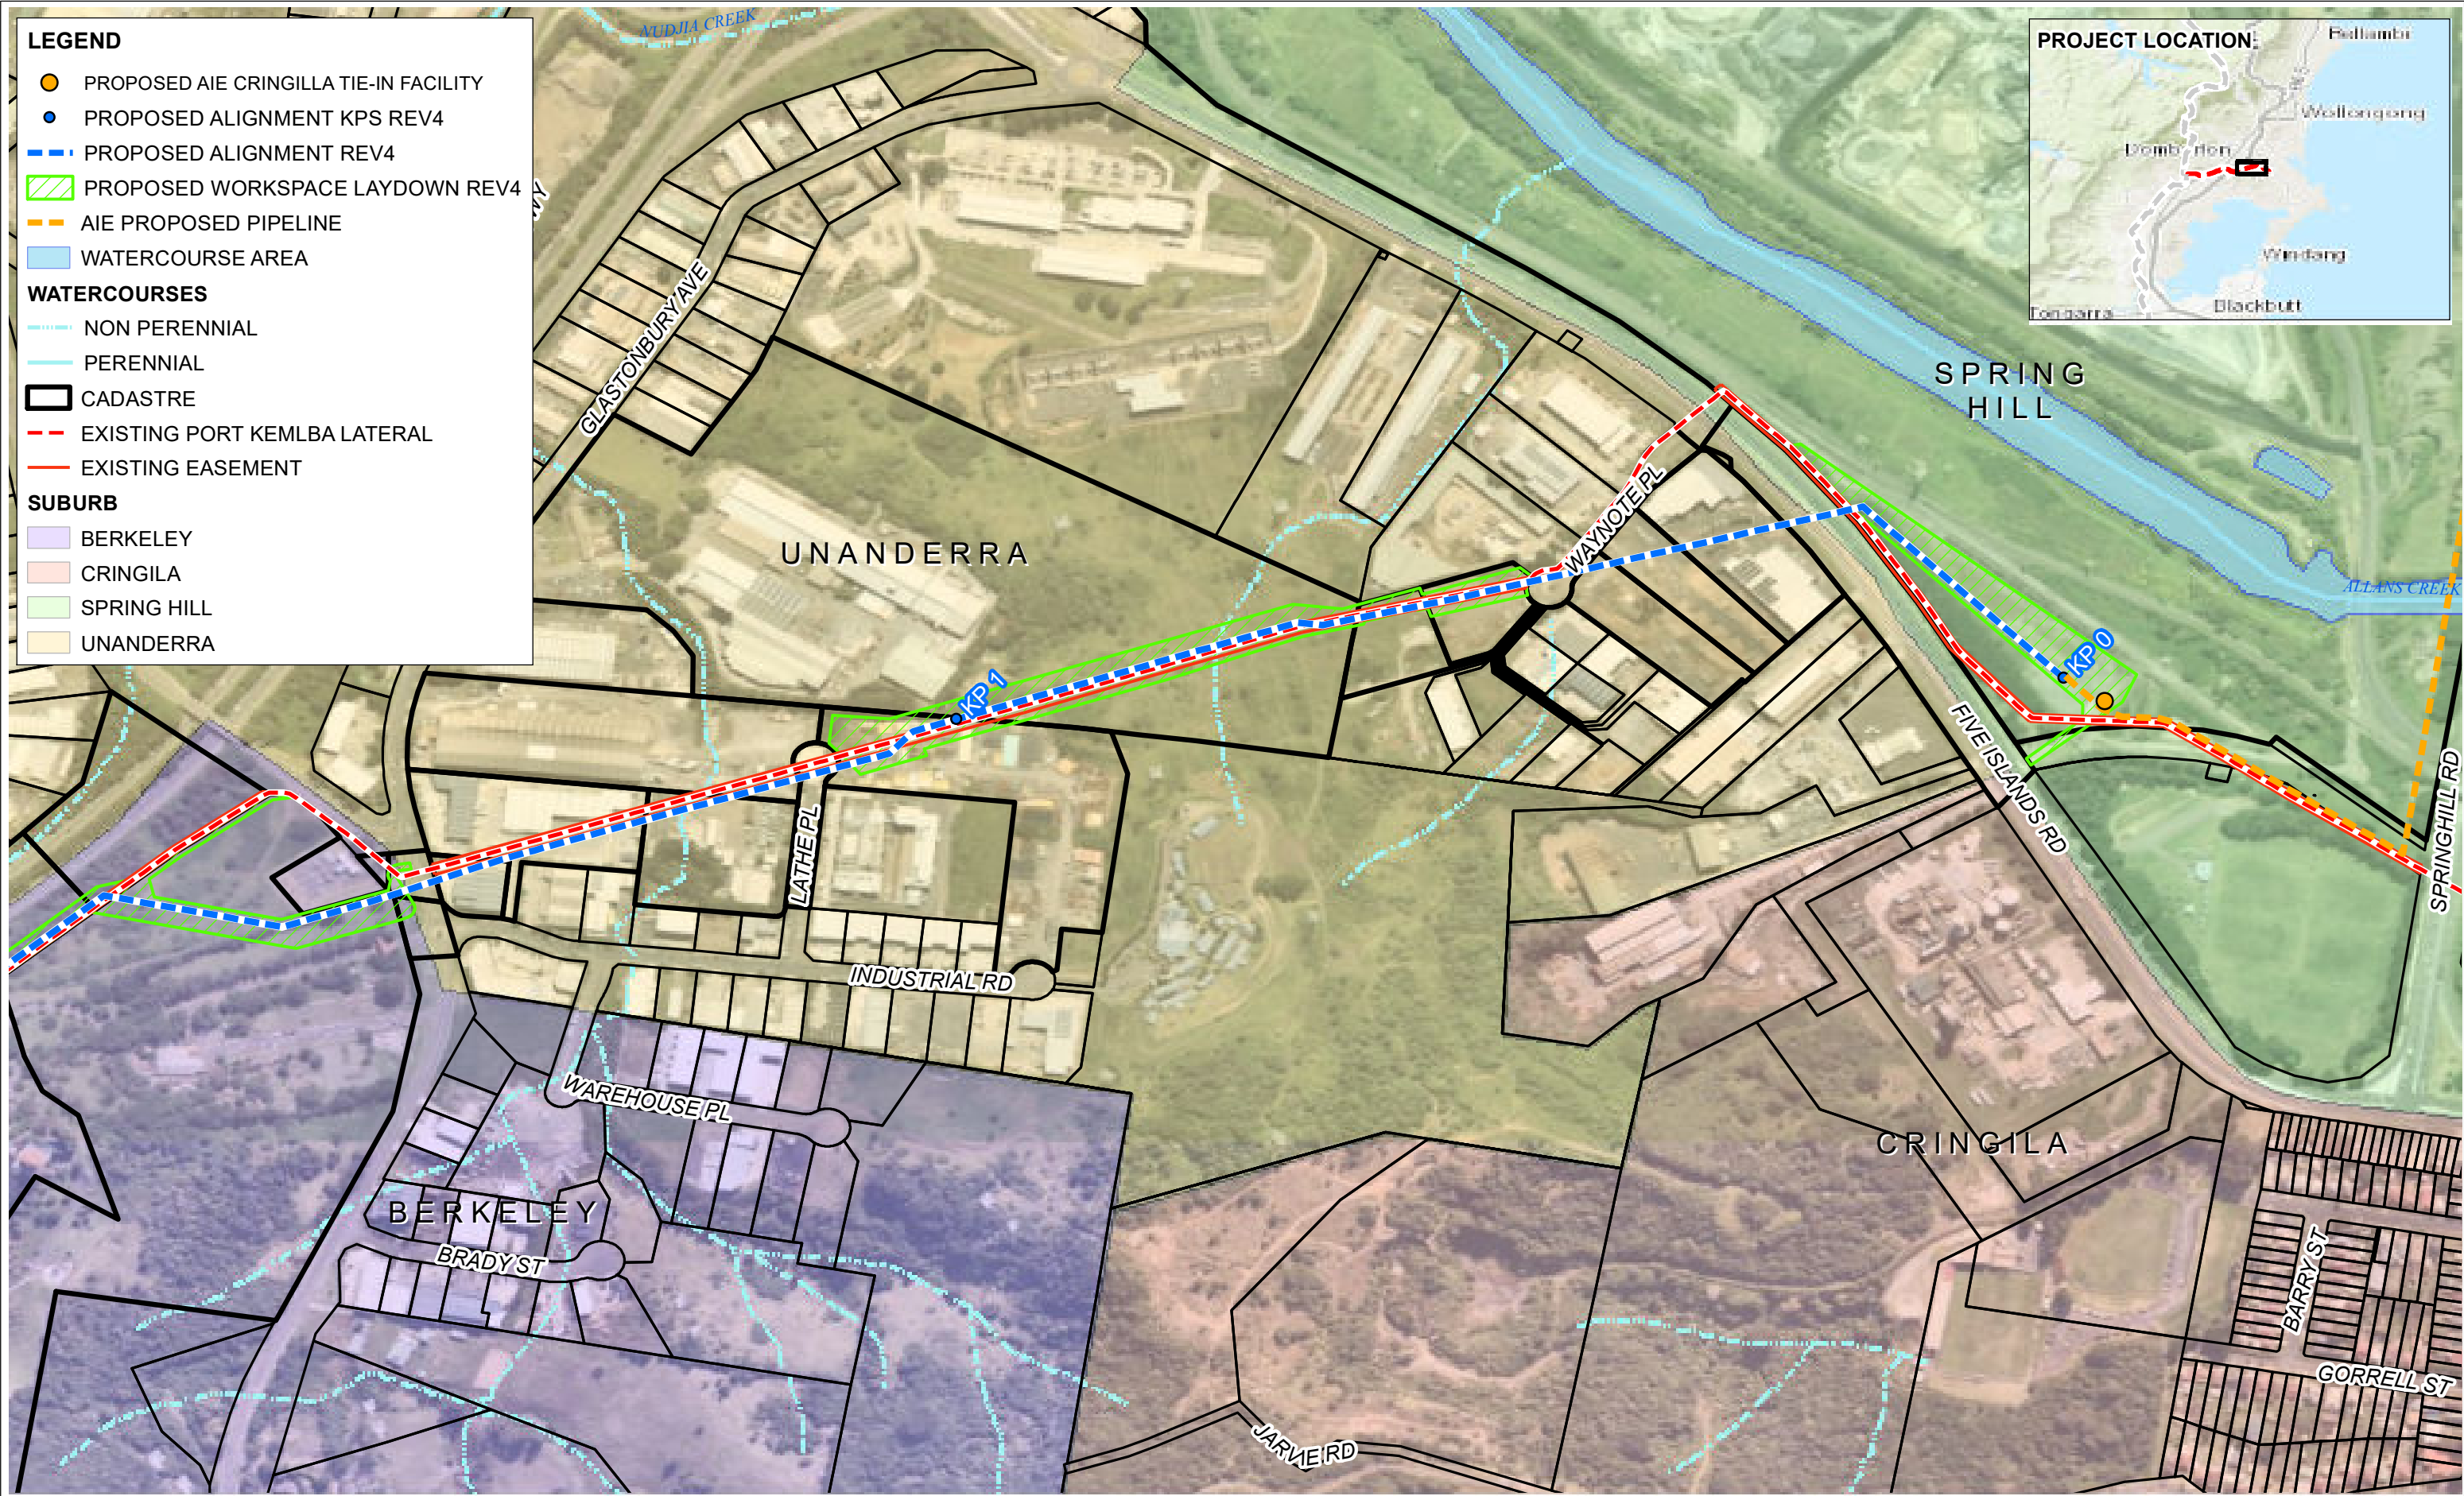 LEGEND
PROPOSED AIE CRINGILLA TIE-IN FACILITY
PROPOSED ALIGNMENT KPS REV4
PROPOSED ALIGNMENT REV4
PROPOSED WORKSPACE LAYDOWN REV4
AIE PROPOSED PIPELINE
WATERCOURSE AREA
WATERCOURSES
NON PERENNIAL
PERENNIAL
CADASTRE
EXISTING PORT KEMLBA LATERAL
EXISTING EASEMENT
SUBURB
BERKELEY
CRINGILA
SPRING HILL
UNANDERRA
NUDJIA CREEK
PROJECT LOCATION:
Bellambi
Wollongong
Windang
Blackbutt
Tongarra
GLASTONBURY AVE
SPRING
HILL
UNANDERRA
WAYNOTE PL
ALLANS CREEK
KP 0
KP 1
FIVE ISLANDS RD
SPRINGHILL RD
LATHE PL
INDUSTRIAL RD
WAREHOUSE PL
CRINGILA
BERKELEY
BRADY ST
BARRY ST
GORRELL ST
JARVIE RD